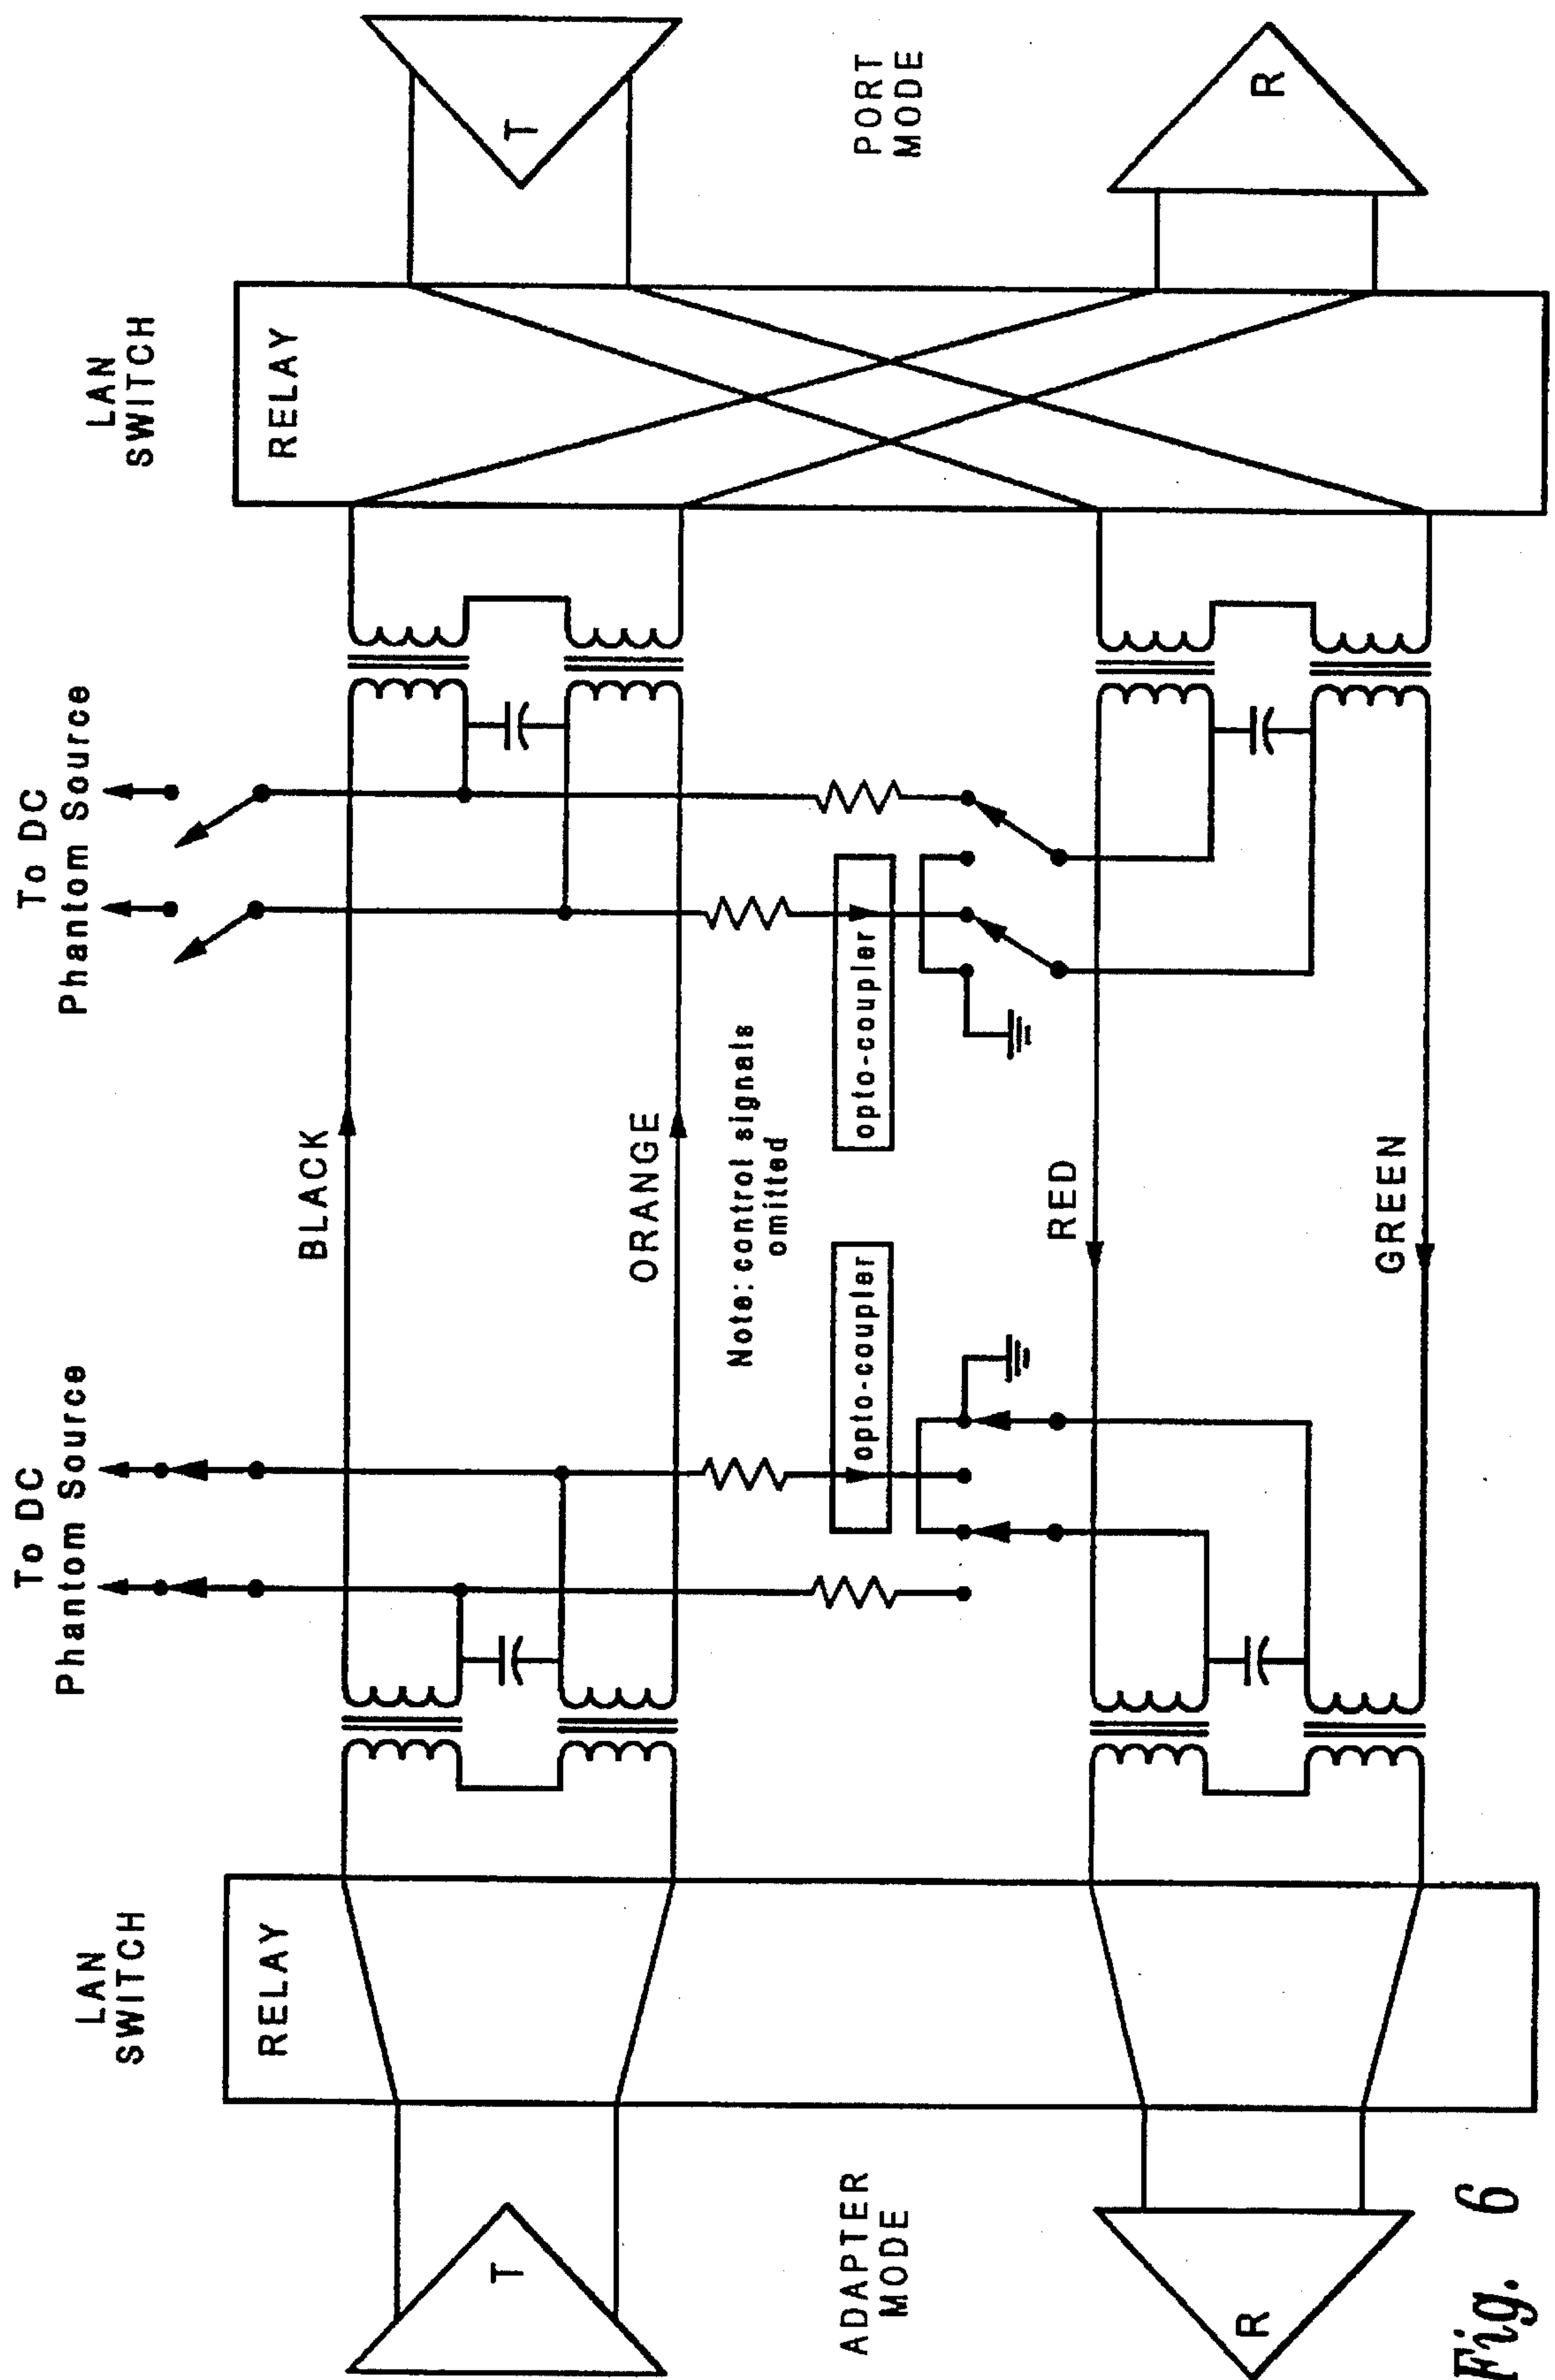 LAN
SWITCH
LAN
SWITCH
To DC
Phantom Source
To DC
Phantom Source
RELAY
RELAY
BLACK
T
T
ORANGE
Note: control signals
omitted
opto-coupler
opto-coupler
ADAPTER
MODE
PORT
MODE
RED
R
R
GREEN
Fig. 6